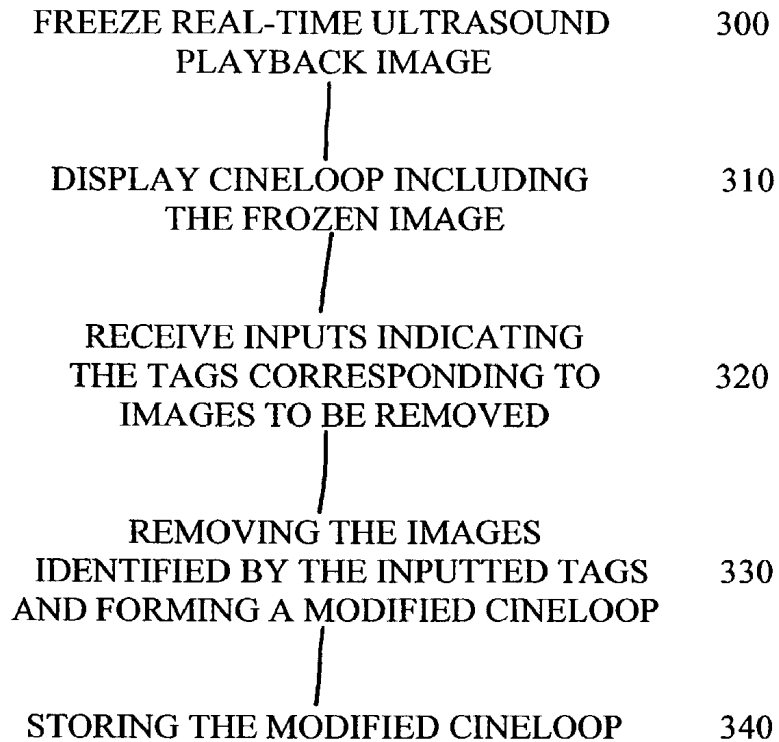 FREEZE REAL-TIME ULTRASOUND 300
PLAYBACK IMAGE
DISPLAY CINELOOP INCLUDING 310
THE FROZEN IMAGE
RECEIVE INPUTS INDICATING
THE TAGS CORRESPONDING TO 320
IMAGES TO BE REMOVED
REMOVING THE IMAGES
IDENTIFIED BY THE INPUTTED TAGS 330
AND FORMING A MODIFIED CINELOOP
STORING THE MODIFIED CINELOOP 340